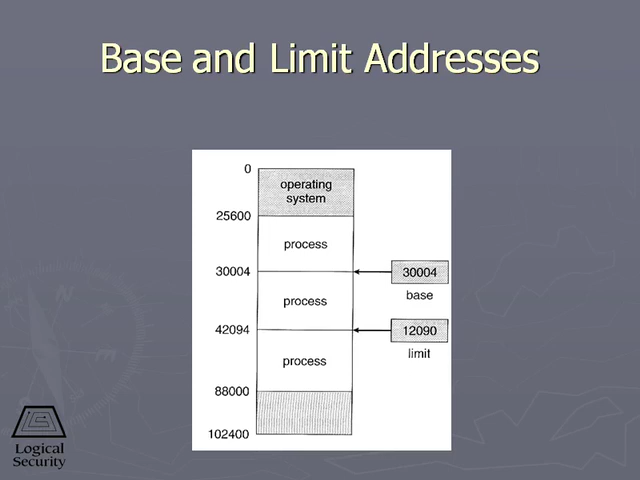 Base and Limit Addresses
0
operating
system
25600
process
30004
30004
base
process
42094
12090
limit
process
88000
102400
Logical
Security